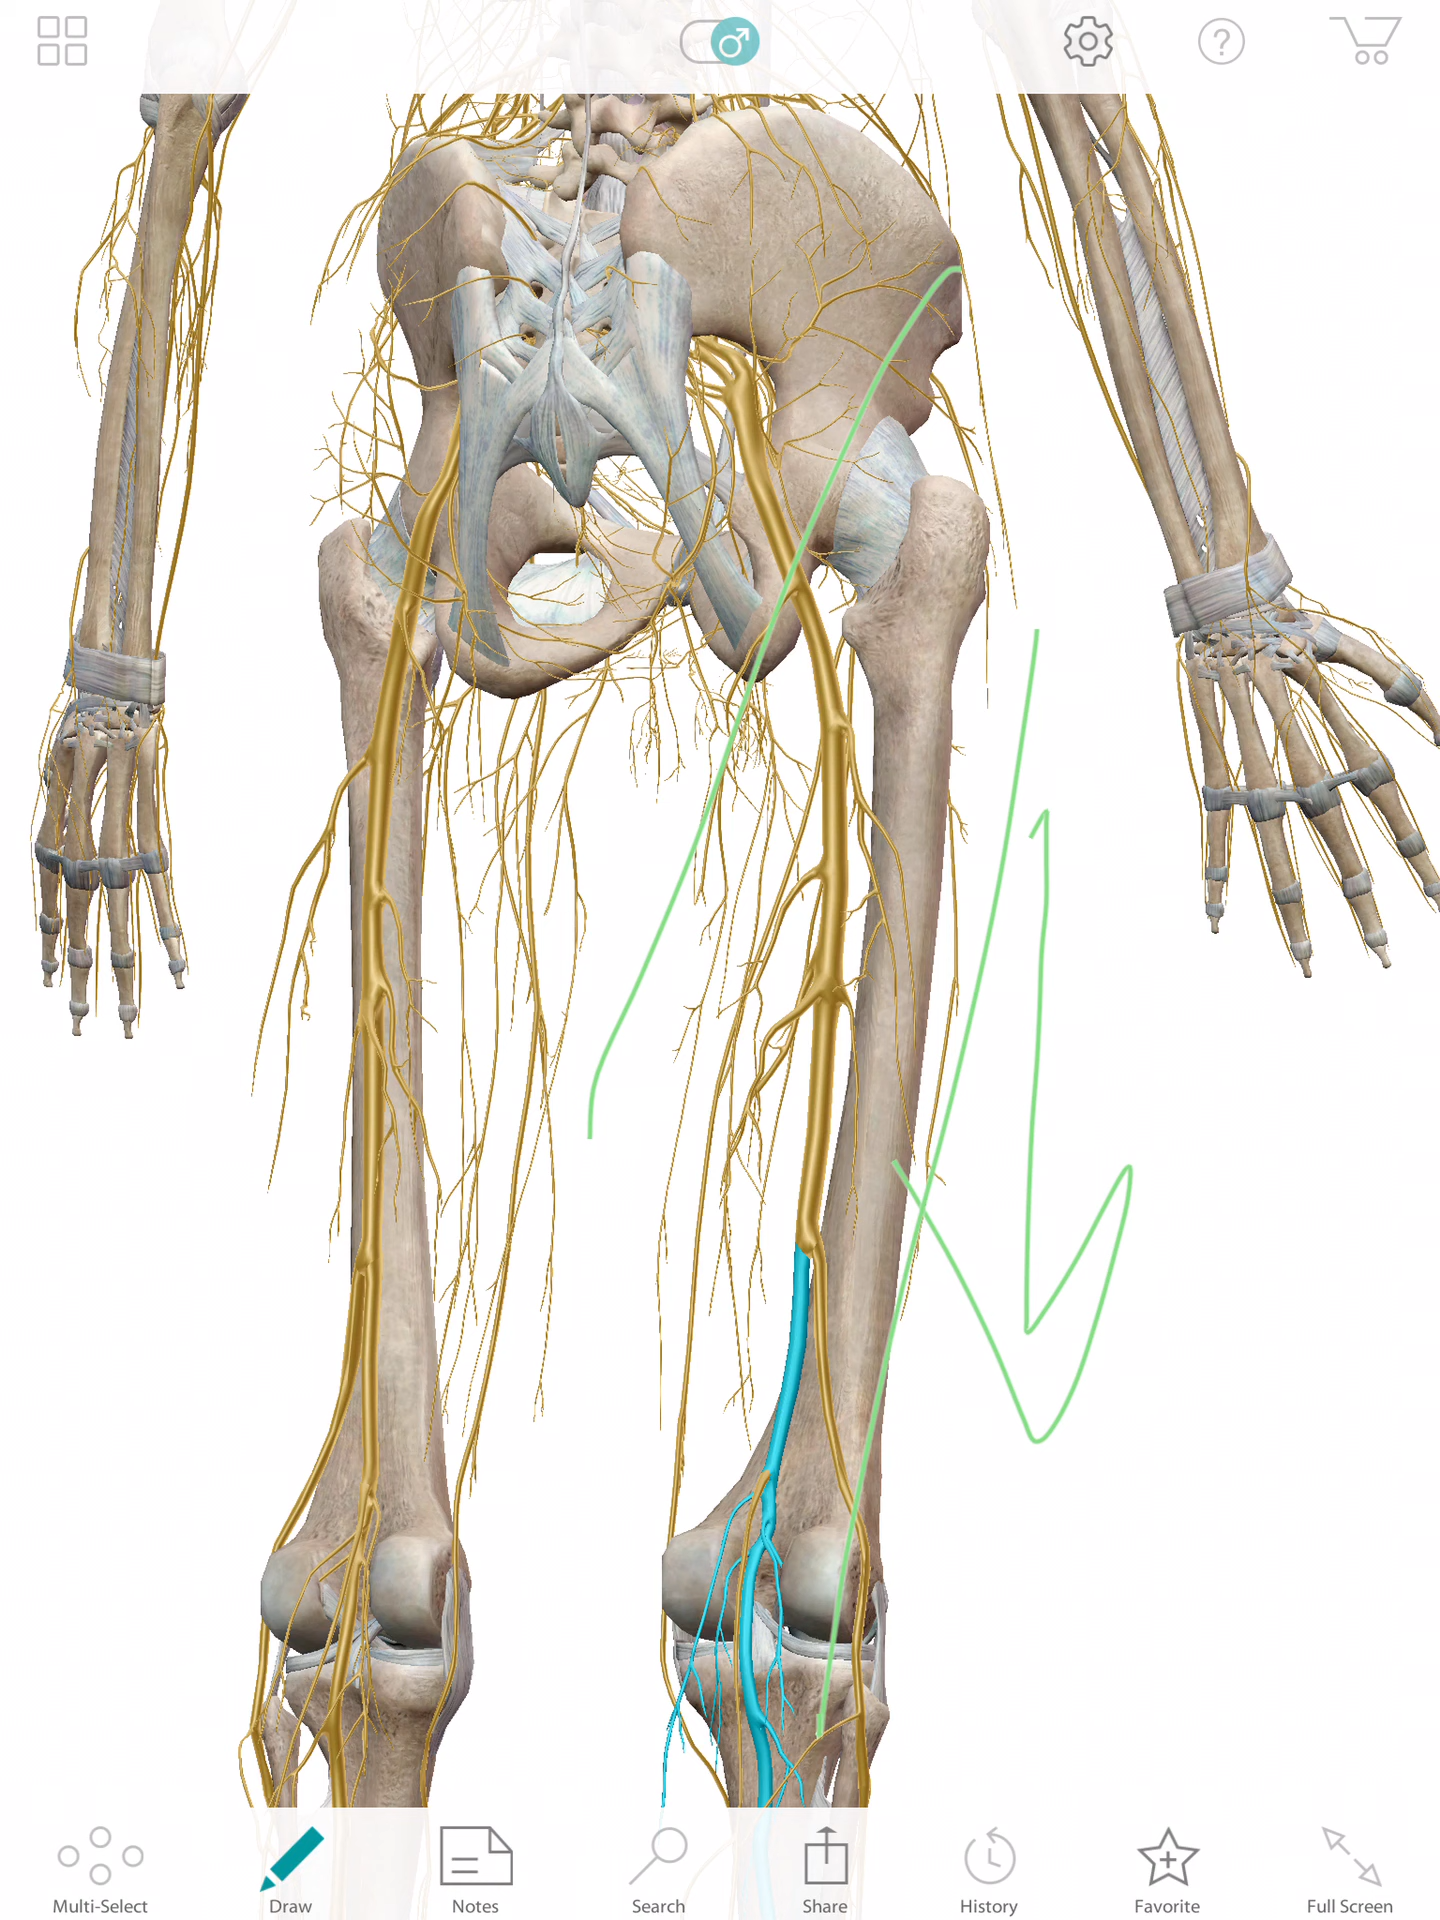 ?
Multi-Select
Draw
Notes
Search
Share
History
Favorite
Full Screen